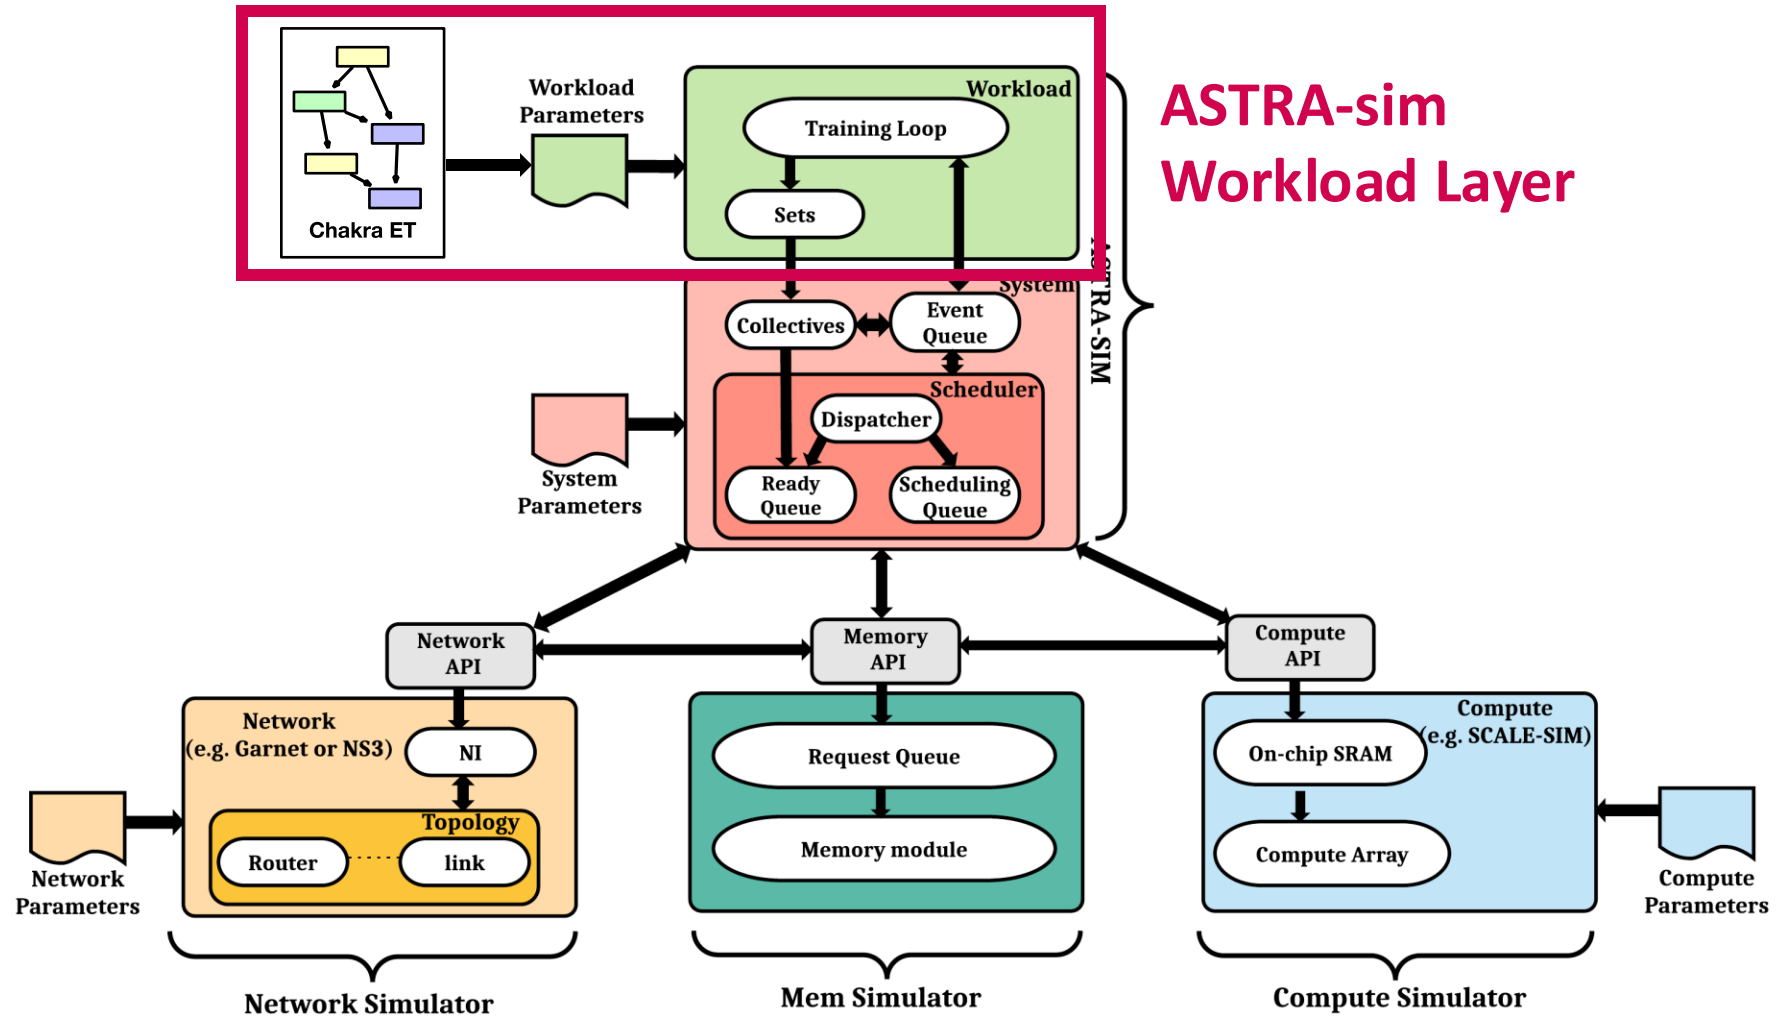 ASTRA-sim
Workload Layer
Chakra ET
Workload
Parameters
Workload
Training Loop
Sets
ASTRA-SIM
System
Collectives
Event
Queue
Scheduler
Dispatcher
Ready
Queue
Scheduling
Queue
System
Parameters
Network
API
Memory
API
Compute
API
Network
(e.g. Garnet or NS3)
NI
Topology
Router
link
Network
Parameters
Request Queue
Memory module
Compute
(e.g. SCALE-SIM)
On-chip SRAM
Compute Array
Compute
Parameters
Network Simulator
Mem Simulator
Compute Simulator